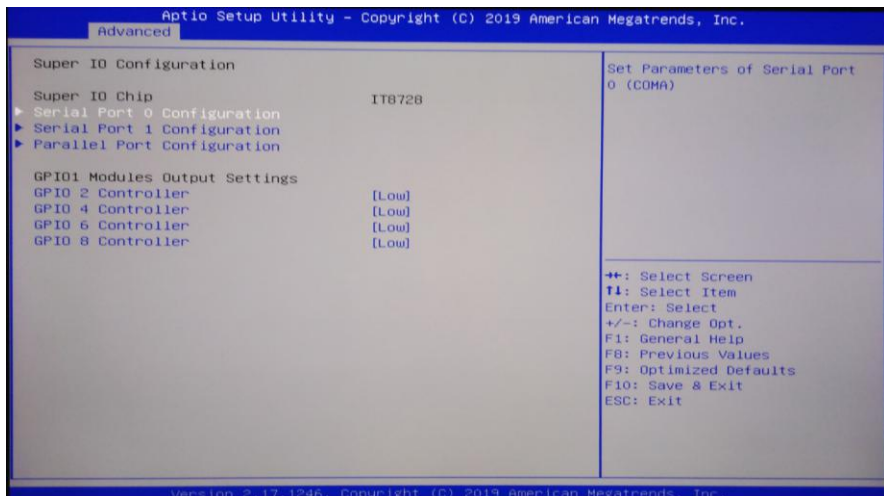 Aptio Setup Utility – Copyright (C) 2019 American Megatrends, Inc.
Advanced
Super IO Configuration
Super IO Chip IT8728
Serial Port 0 Configuration
Serial Port 1 Configuration
Parallel Port Configuration
GPIO1 Modules Output Settings
GPIO 2 Controller [Low]
GPIO 4 Controller [Low]
GPIO 6 Controller [Low]
GPIO 8 Controller [Low]
Set Parameters of Serial Port
0 (COMA)
→←: Select Screen
↑↓: Select Item
Enter: Select
+/-: Change Opt.
F1: General Help
F8: Previous Values
F9: Optimized Defaults
F10: Save & Exit
ESC: Exit
Version 2.17.1246. Copyright (C) 2019 American Megatrends, Inc.